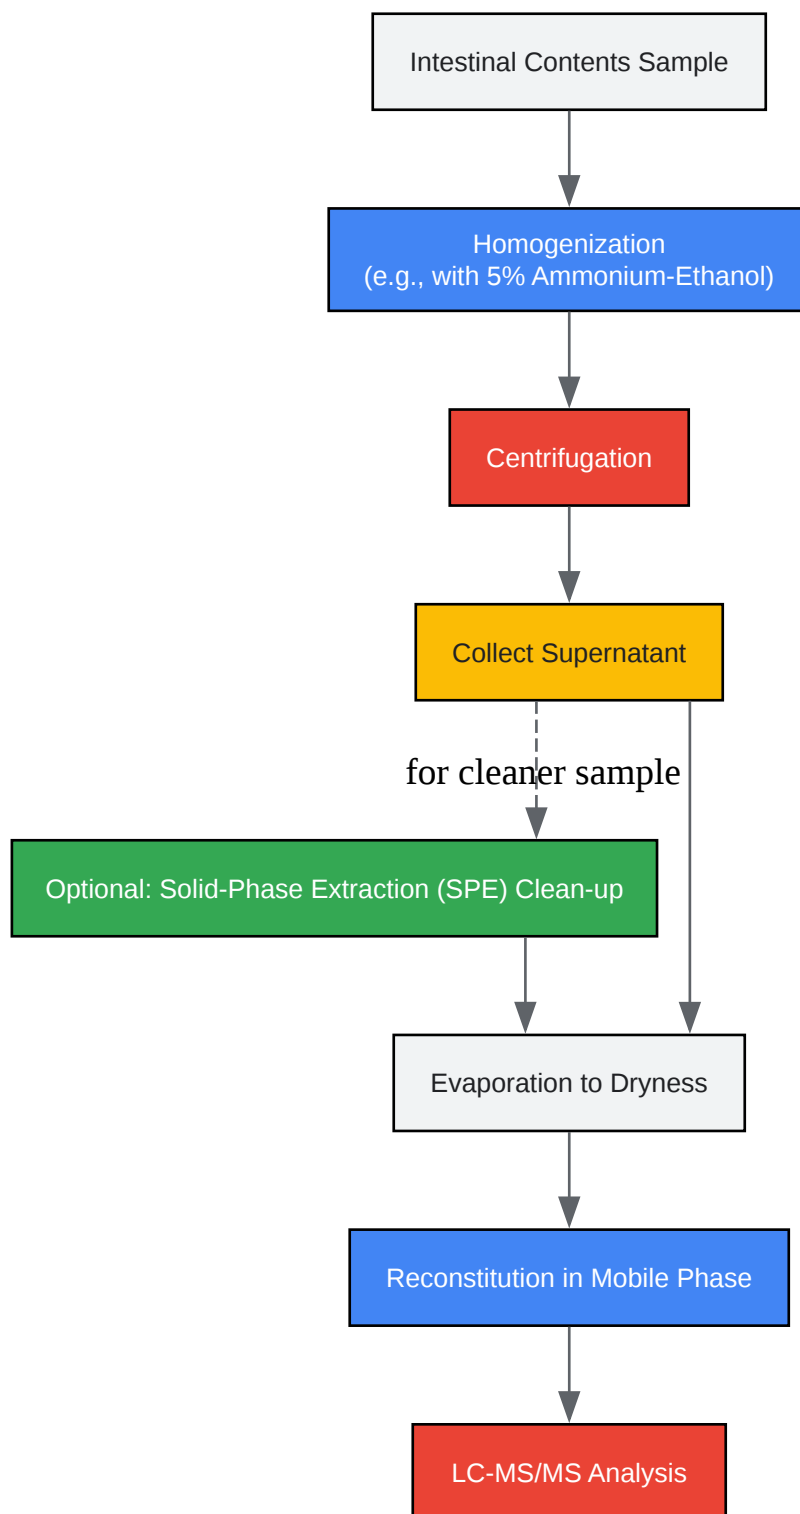 Intestinal Contents Sample
Homogenization
(e.g., with 5% Ammonium-Ethanol)
Centrifugation
Collect Supernatant
for cleaner sample
Optional: Solid-Phase Extraction (SPE) Clean-up
Evaporation to Dryness
Reconstitution in Mobile Phase
LC-MS/MS Analysis